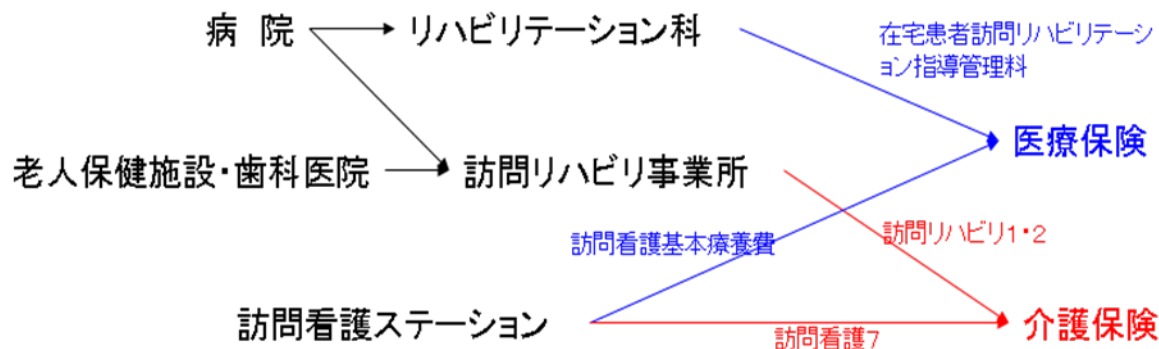 病 院
リハビリテーション科
在宅患者訪問リハビリテーシ
ョン指導管理料
医療保険
老人保健施設・歯科医院
訪問リハビリ事業所
訪問看護基本療養費
訪問リハビリ1・2
訪問看護ステーション
訪問看護7
介護保険